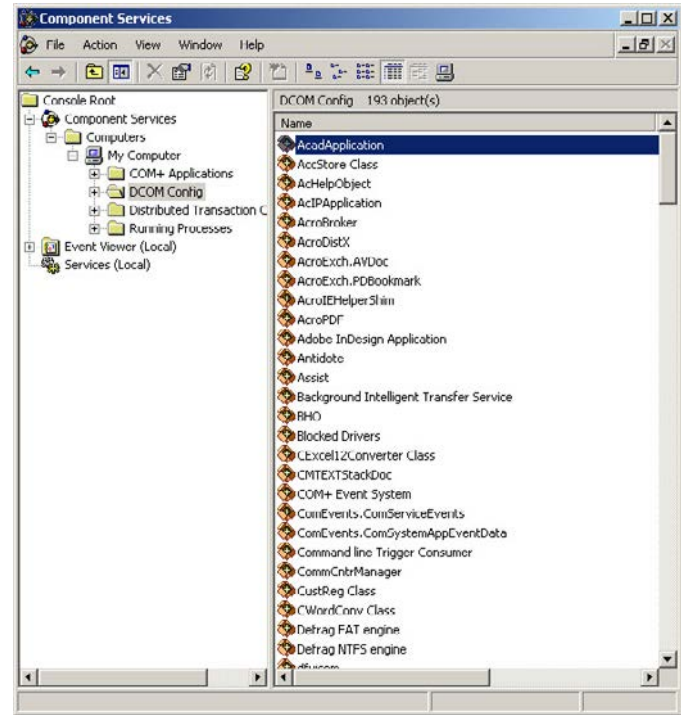 Component Services
File Action View Window Help
Console Root
Component Services
Computers
My Computer
COM+ Applications
DCOM Config
Distributed Transaction C
Running Processes
Event Viewer (Local)
Services (Local)
DCOM Config 193 object(s)
Name
AcadApplication
AccStore Class
AcHelpObject
AcIPApplication
AcroBroker
AcroDistX
AcroExch.AVDoc
AcroExch.PDBookmark
AcroIEHelperShim
AcroPDF
Adobe InDesign Application
Antidote
Assist
Background Intelligent Transfer Service
BHO
Blocked Drivers
CExcel12Converter Class
CMTEXTStackDoc
COM+ Event System
ComEvents.ComServiceEvents
ComEvents.ComSystemAppEventData
Command line Trigger Consumer
CommCntrManager
CustReg Class
CWordConv Class
Defrag FAT engine
Defrag NTFS engine